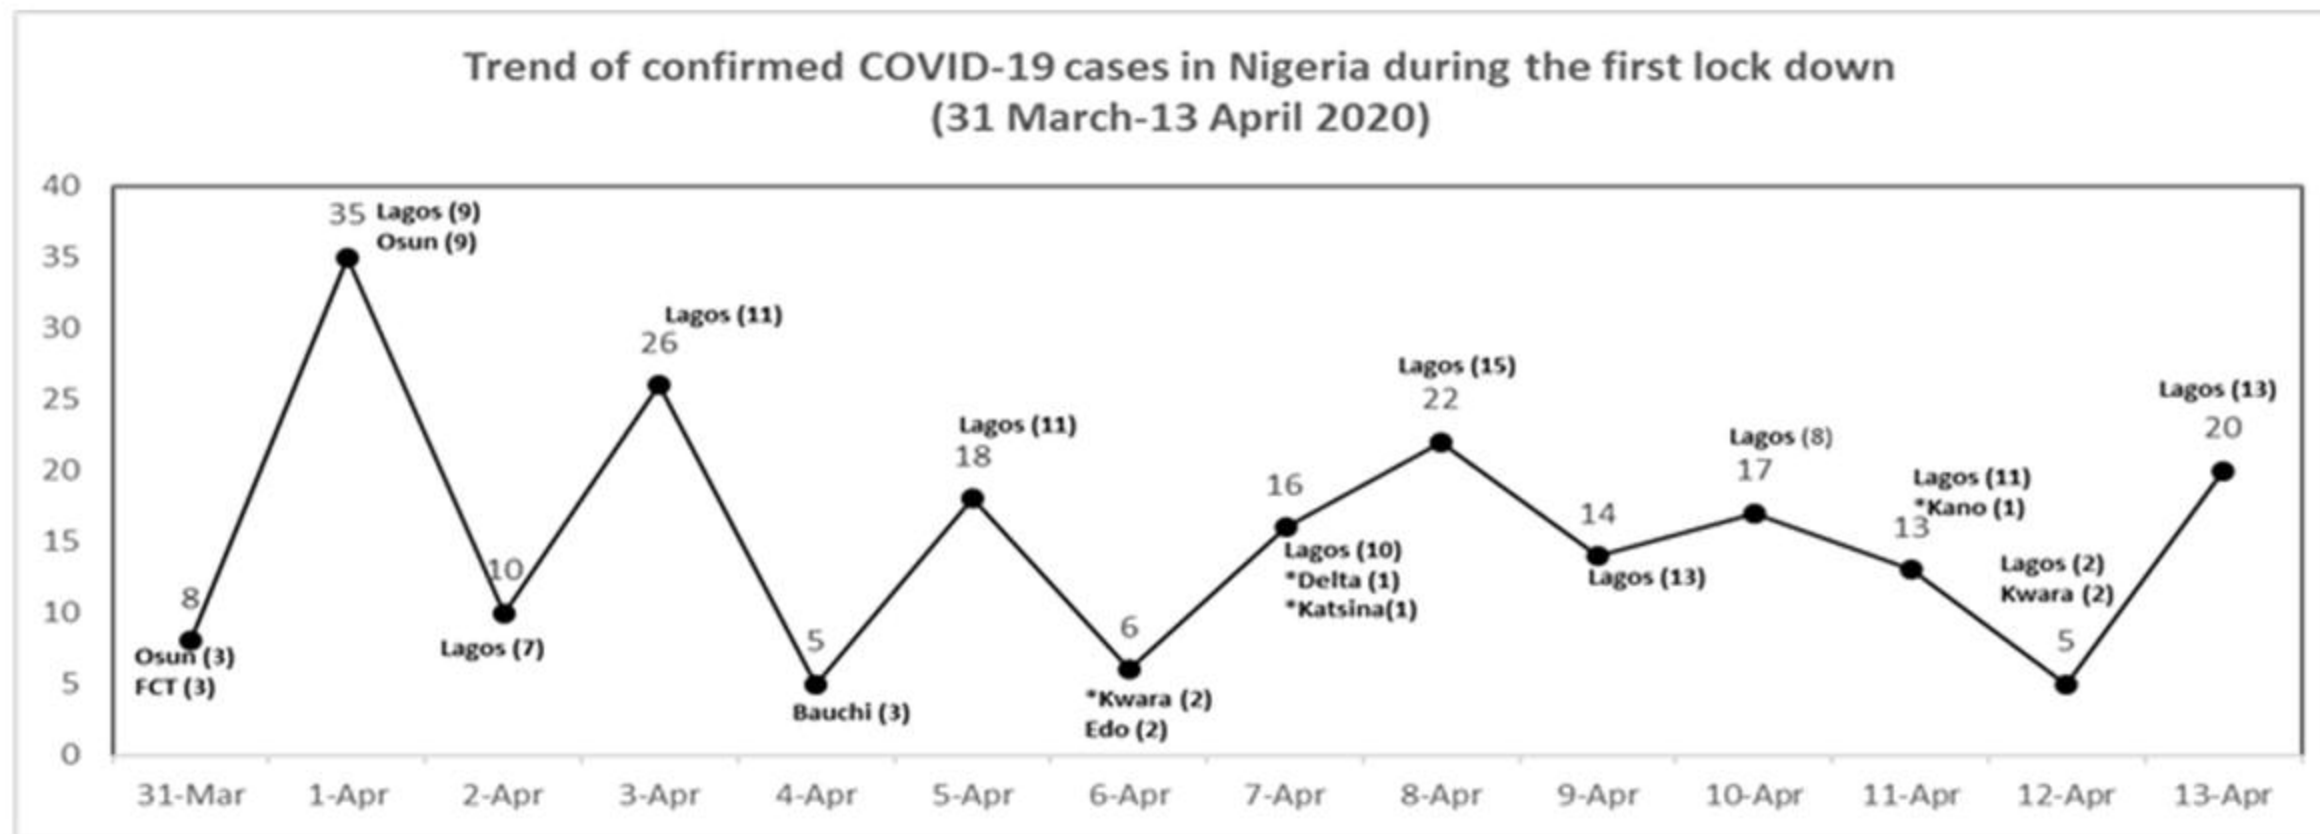 Trend of confirmed COVID-19 cases in Nigeria during the first lock down
(31 March-13 April 2020)
40
35
30
25
20
15
10
5
0
8
Osun (3)
FCT (3)
35
Lagos (9)
Osun (9)
10
Lagos (7)
Lagos (11)
26
5
Bauchi (3)
Lagos (11)
18
6
*Kwara (2)
Edo (2)
16
Lagos (10)
*Delta (1)
*Katsina(1)
Lagos (15)
22
14
Lagos (13)
Lagos (8)
17
Lagos (11)
*Kano (1)
13
Lagos (2)
Kwara (2)
5
Lagos (13)
20
31-Mar 1-Apr 2-Apr 3-Apr 4-Apr 5-Apr 6-Apr 7-Apr 8-Apr 9-Apr 10-Apr 11-Apr 12-Apr 13-Apr